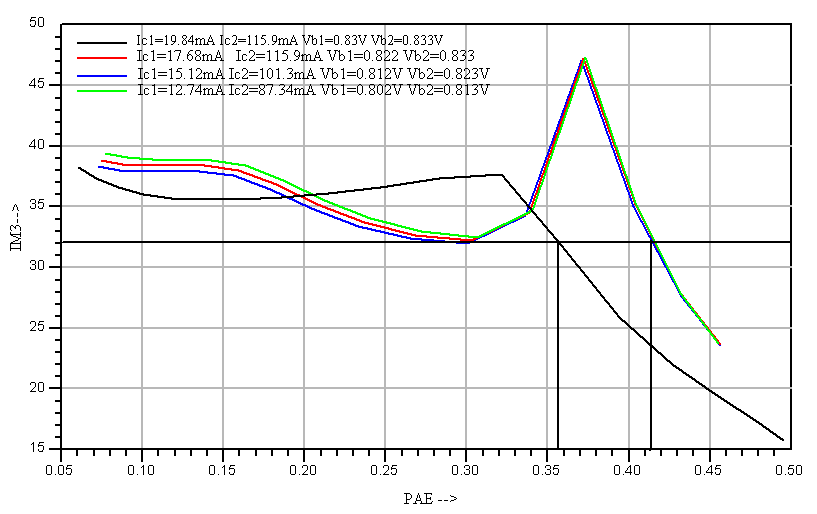 50
45
40
35
30
25
20
15
IM3-->
Ic1=19.84mA Ic2=115.9mA Vb1=0.83V Vb2=0.833V
Ic1=17.68mA Ic2=115.9mA Vb1=0.822 Vb2=0.833
Ic1=15.12mA Ic2=101.3mA Vb1=0.812V Vb2=0.823V
Ic1=12.74mA Ic2=87.34mA Vb1=0.802V Vb2=0.813V
0.05 0.10 0.15 0.20 0.25 0.30 0.35 0.40 0.45 0.50
PAE -->